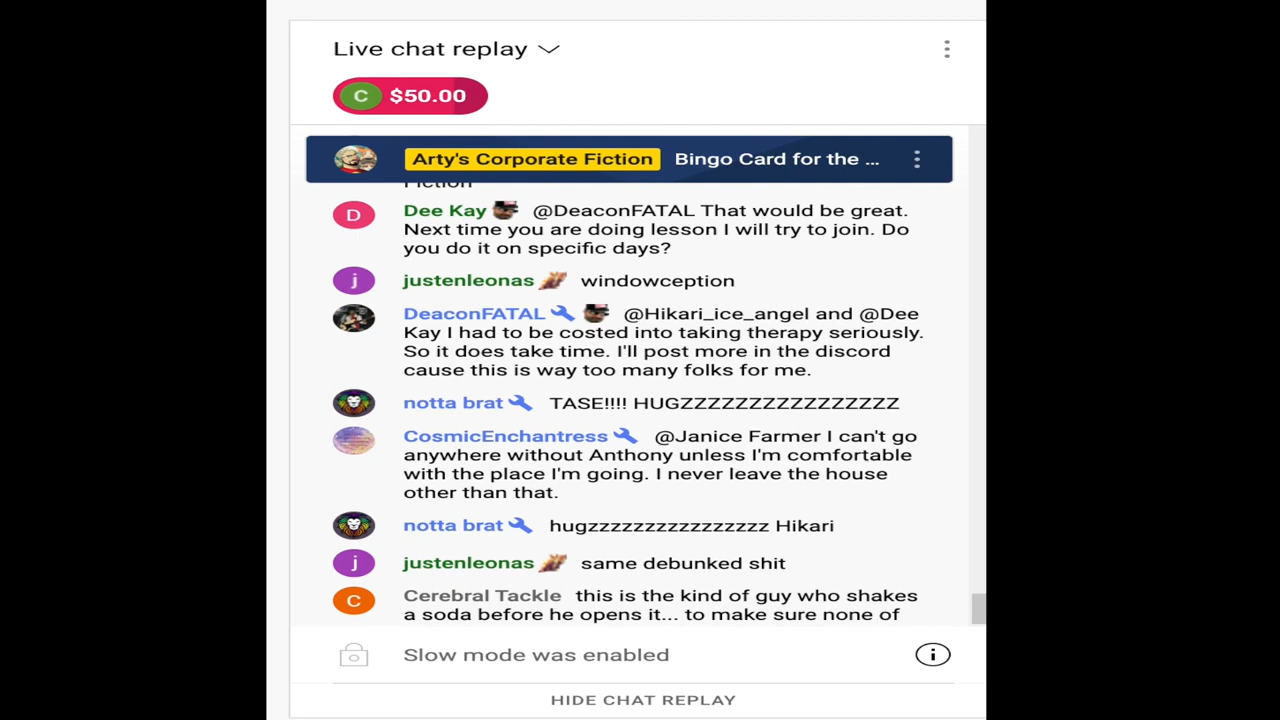 Live chat replay
C $50.00
Arty's Corporate Fiction Bingo Card for the ...
Fiction
D Dee Kay @DeaconFATAL That would be great.
Next time you are doing lesson I will try to join. Do
you do it on specific days?
j justenleonas windowception
DeaconFATAL @Hikari_ice_angel and @Dee
Kay I had to be costed into taking therapy seriously.
So it does take time. I'll post more in the discord
cause this is way too many folks for me.
notta brat TASE!!!! HUGZZZZZZZZZZZZZZZZ
CosmicEnchantress @Janice Farmer I can't go
anywhere without Anthony unless I'm comfortable
with the place I'm going. I never leave the house
other than that.
notta brat hugzzzzzzzzzzzzzzzz Hikari
j justenleonas same debunked shit
C Cerebral Tackle this is the kind of guy who shakes
a soda before he opens it... to make sure none of
Slow mode was enabled
HIDE CHAT REPLAY